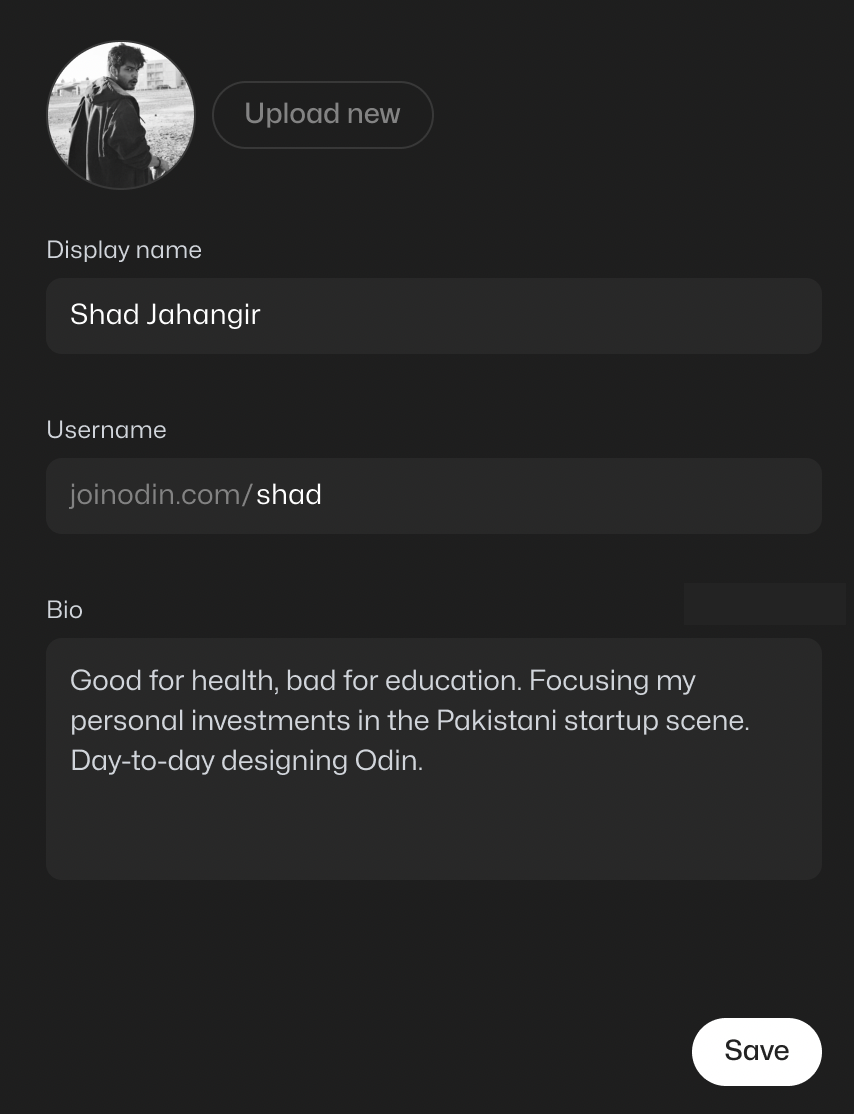 Upload new
Display name
Shad Jahangir
Username
joinodin.com/shad
Bio
Good for health, bad for education. Focusing my
personal investments in the Pakistani startup scene.
Day-to-day designing Odin.
Save